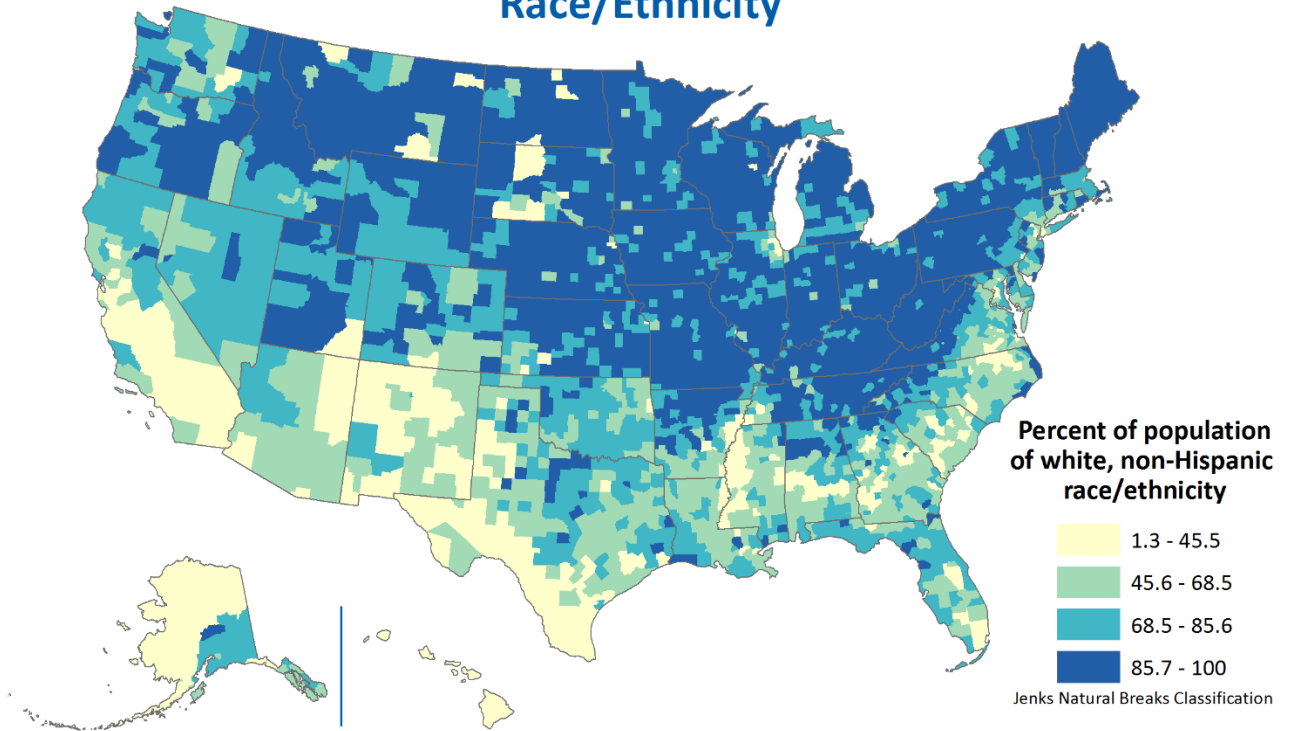 Race/Ethnicity
Percent of population
of white, non-Hispanic
race/ethnicity
1.3 - 45.5
45.6 - 68.5
68.5 - 85.6
85.7 - 100
Jenks Natural Breaks Classification